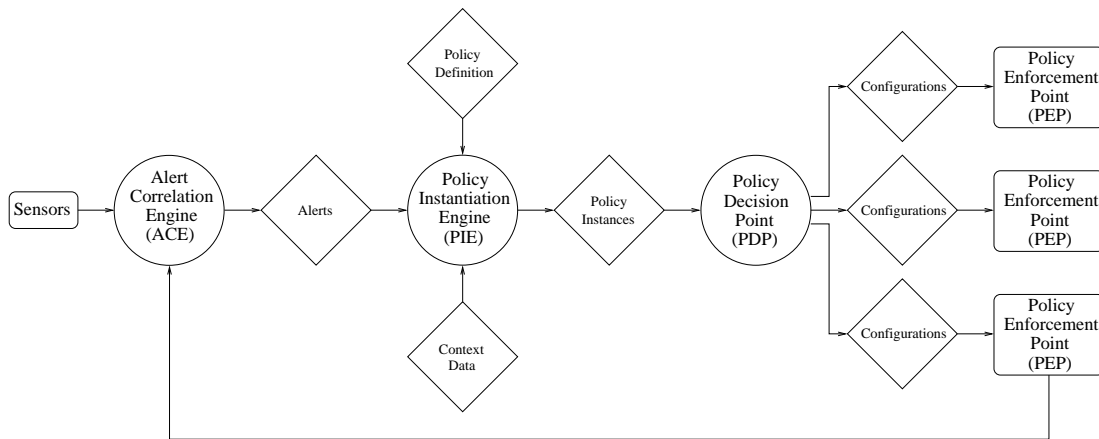 Sensors
Alert
Correlation
Engine
(ACE)
Alerts
Policy
Definition
Policy
Instantiation
Engine
(PIE)
Context
Data
Policy
Instances
Policy
Decision
Point
(PDP)
Configurations
Policy
Enforcement
Point
(PEP)
Configurations
Policy
Enforcement
Point
(PEP)
Configurations
Policy
Enforcement
Point
(PEP)